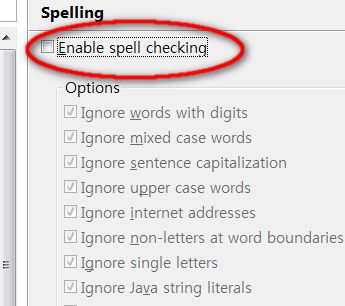 Spelling
Enable spell checking
Options
Ignore words with digits
Ignore mixed case words
Ignore sentence capitalization
Ignore upper case words
Ignore internet addresses
Ignore non-letters at word boundaries
Ignore single letters
Ignore Java string literals